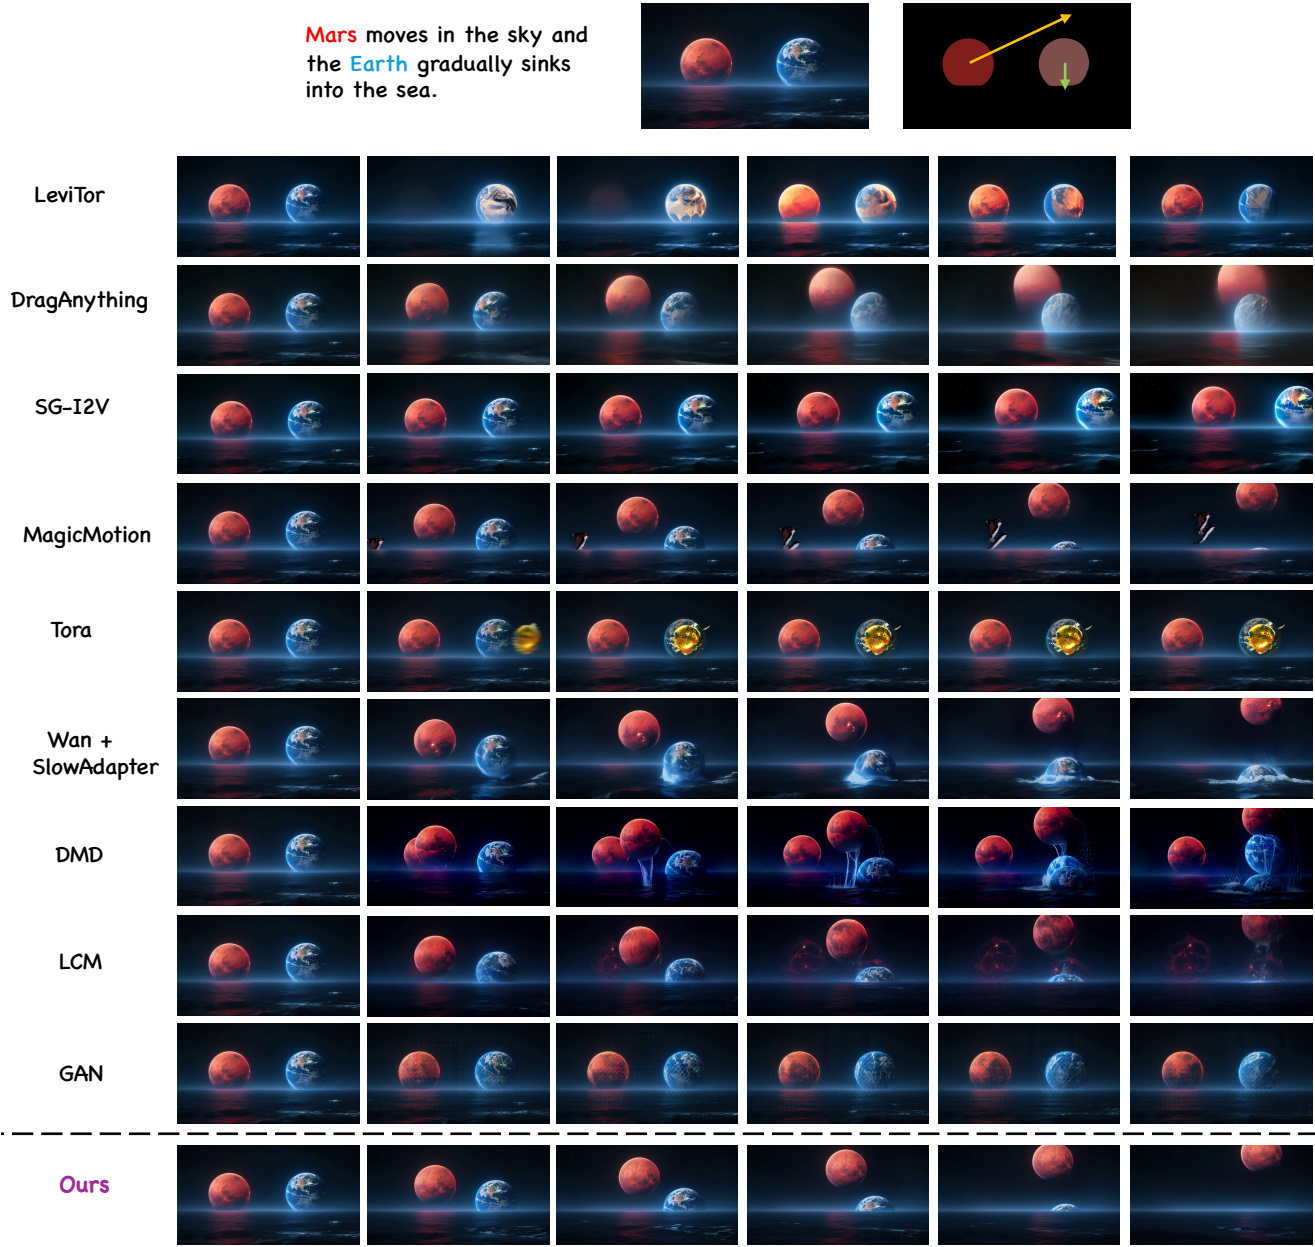 Mars moves in the sky and
the Earth gradually sinks
into the sea.
LeviTor
DragAnything
SG-I2V
MagicMotion
Tora
Wan +
SlowAdapter
DMD
LCM
GAN
Ours